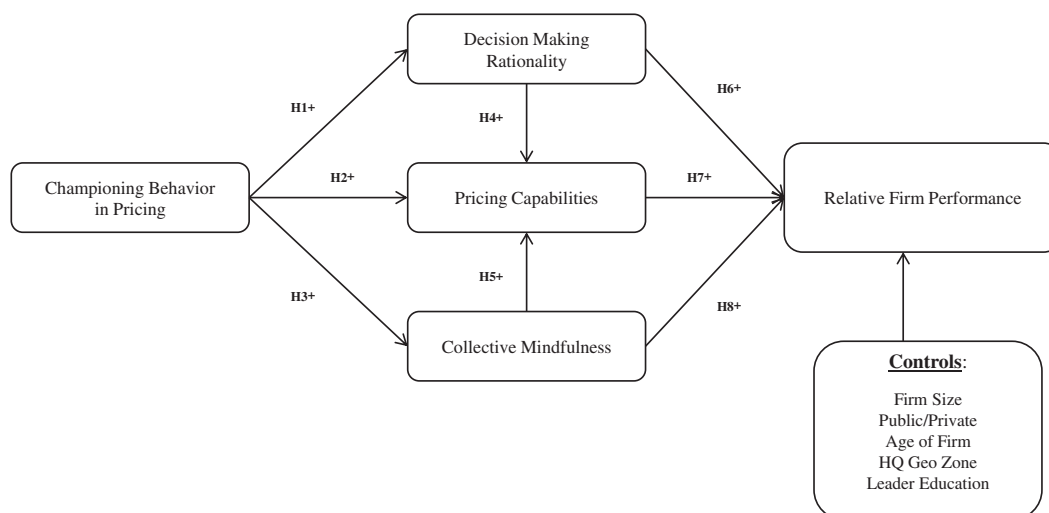 Decision Making
Rationality
H1+
H6+
H4+
Championing Behavior
in Pricing
H2+
Pricing Capabilities
H7+
Relative Firm Performance
H3+
H5+
H8+
Collective Mindfulness
Controls:
Firm Size
Public/Private
Age of Firm
HQ Geo Zone
Leader Education